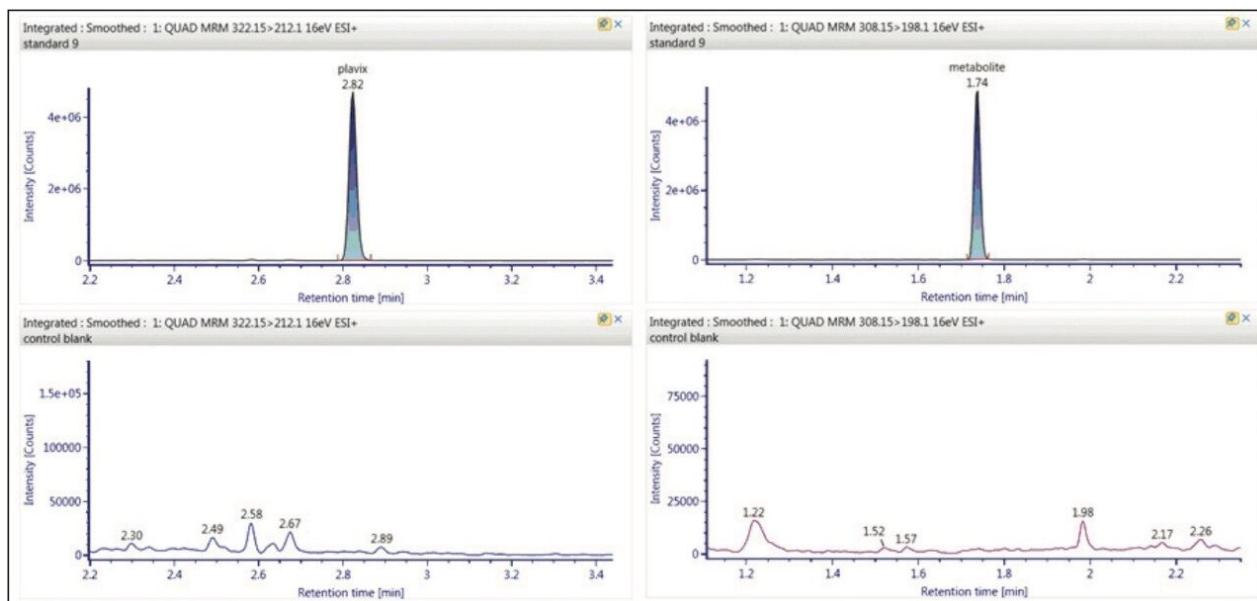 Integrated : Smoothed : 1: QUAD MRM 322.15>212.1 16eV ESI+
standard 9
plavix
2.82
4e+06
2e+06
0
Intensity [Counts]
2.2 2.4 2.6 2.8 3 3.2 3.4
Retention time [min]
Integrated : Smoothed : 1: QUAD MRM 308.15>198.1 16eV ESI+
standard 9
metabolite
1.74
4e+06
2e+06
0
Intensity [Counts]
1.2 1.4 1.6 1.8 2 2.2
Retention time [min]
Integrated : Smoothed : 1: QUAD MRM 322.15>212.1 16eV ESI+
control blank
1.5e+05
100000
50000
0
Intensity [Counts]
2.30 2.49 2.58 2.67 2.89
2.2 2.4 2.6 2.8 3 3.2 3.4
Retention time [min]
Integrated : Smoothed : 1: QUAD MRM 308.15>198.1 16eV ESI+
control blank
75000
50000
25000
0
Intensity [Counts]
1.22 1.52 1.57 1.98 2.17 2.26
1.2 1.4 1.6 1.8 2 2.2
Retention time [min]